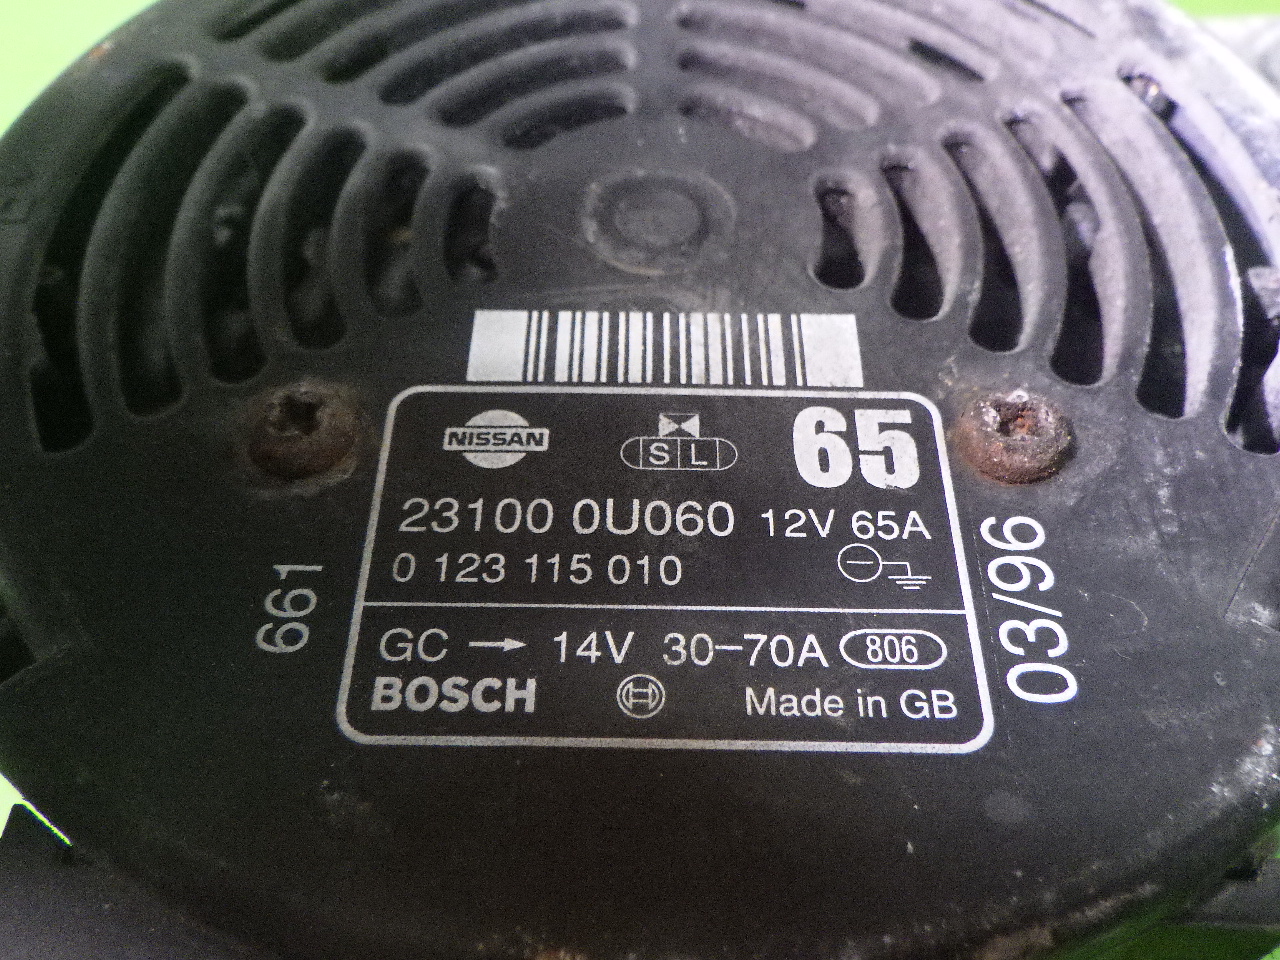 NISSAN
S L
65
23100 0U060 12V 65A
0 123 115 010
GC → 14V 30-70A 806
BOSCH Made in GB
661
03/96